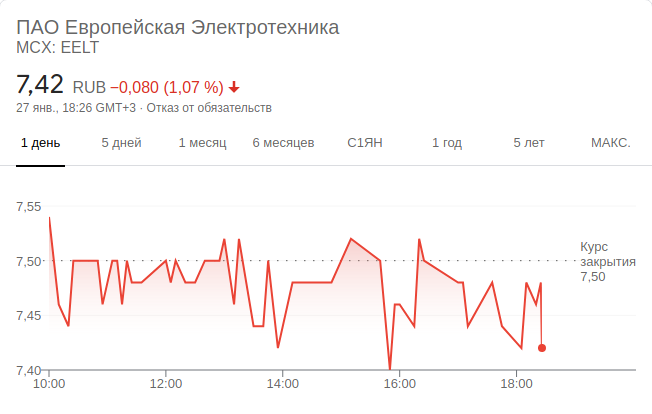 ПАО Европейская Электротехника
MCX: EELT
7,42 RUB −0,080 (1,07 %)
27 янв., 18:26 GMT+3 · Отказ от обязательств
1 день 5 дней 1 месяц 6 месяцев С1ЯН 1 год 5 лет МАКС.
7,55
7,50
7,45
7,40
Курс
закрытия
7,50
10:00 12:00 14:00 16:00 18:00